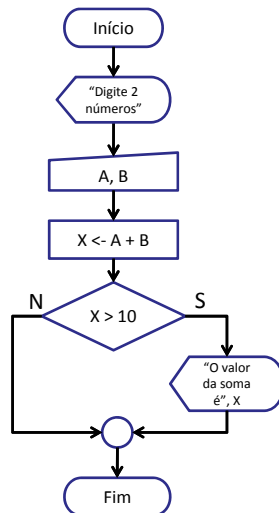 Início
“Digite 2
números”
A, B
X <- A + B
N
S
X > 10
“O valor
da soma
é”, X
Fim